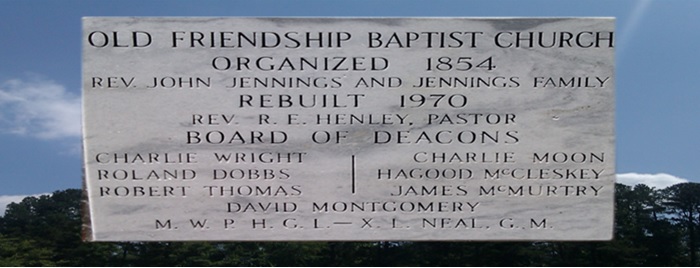 OLD FRIENDSHIP BAPTIST CHURCH
ORGANIZED 1854
REV. JOHN JENNINGS AND JENNINGS FAMILY
REBUILT 1970
REV. R. E. HENLEY, PASTOR
BOARD OF DEACONS
CHARLIE WRIGHT CHARLIE MOON
ROLAND DOBBS HAGOOD McCLESKEY
ROBERT THOMAS JAMES McMURTRY
DAVID MONTGOMERY
M. W. P. H. G. L. — X. L. NEAL, G. M.